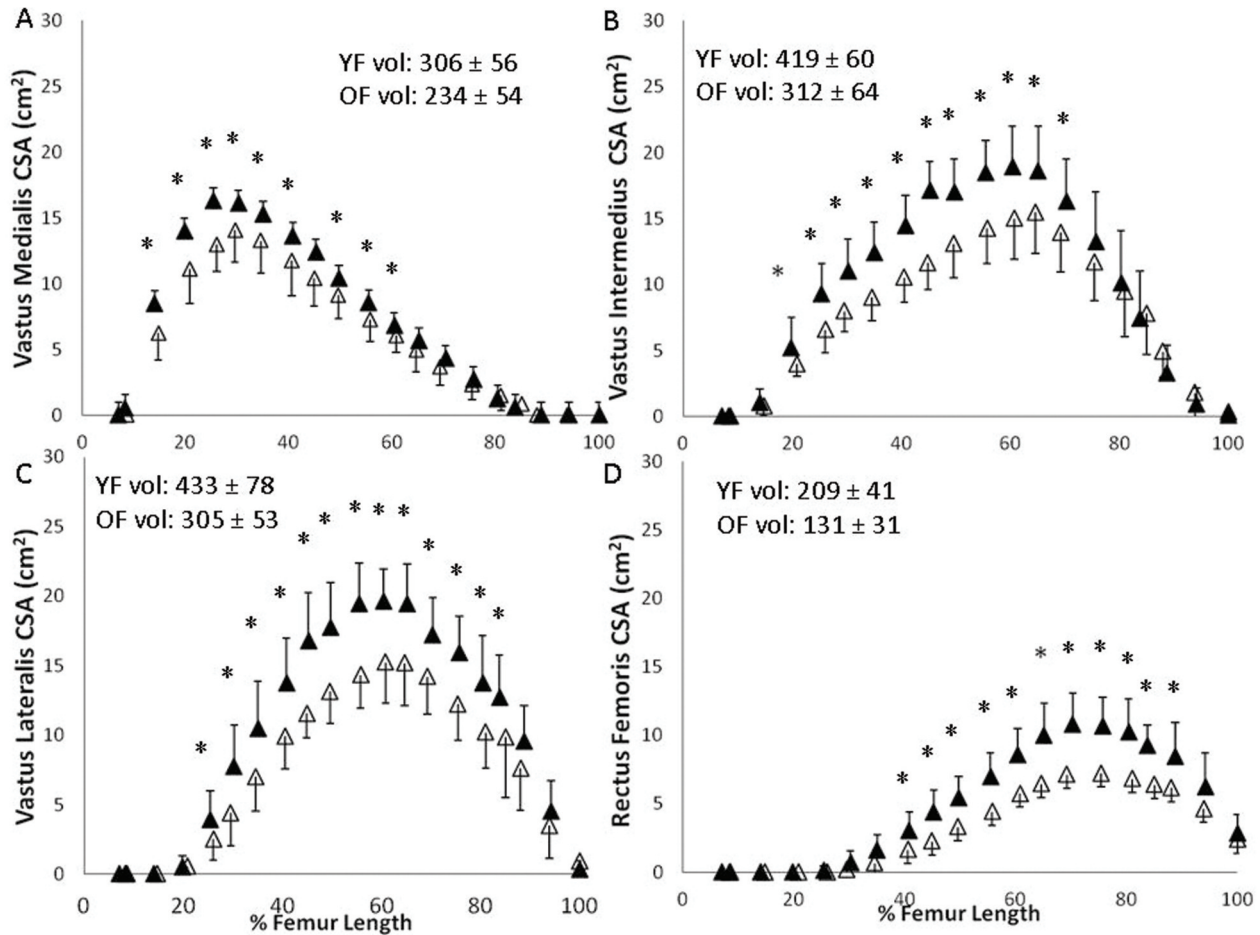 A
Vastus Medialis CSA (cm²)
30
25
20
15
10
5
0
YF vol: 306 ± 56
OF vol: 234 ± 54
* * * * * * * * *
0 20 40 60 80 100
B
Vastus Intermedius CSA (cm²)
30
25
20
15
10
5
0
YF vol: 419 ± 60
OF vol: 312 ± 64
* * * * * * * * * * *
0 20 40 60 80 100
C
Vastus Lateralis CSA (cm²)
30
25
20
15
10
5
0
YF vol: 433 ± 78
OF vol: 305 ± 53
* * * * * * * * * * * * *
0 20 40 60 80 100
% Femur Length
D
Rectus Femoris CSA (cm²)
30
25
20
15
10
5
0
YF vol: 209 ± 41
OF vol: 131 ± 31
* * * * * * * * * * *
0 20 40 60 80 100
% Femur Length